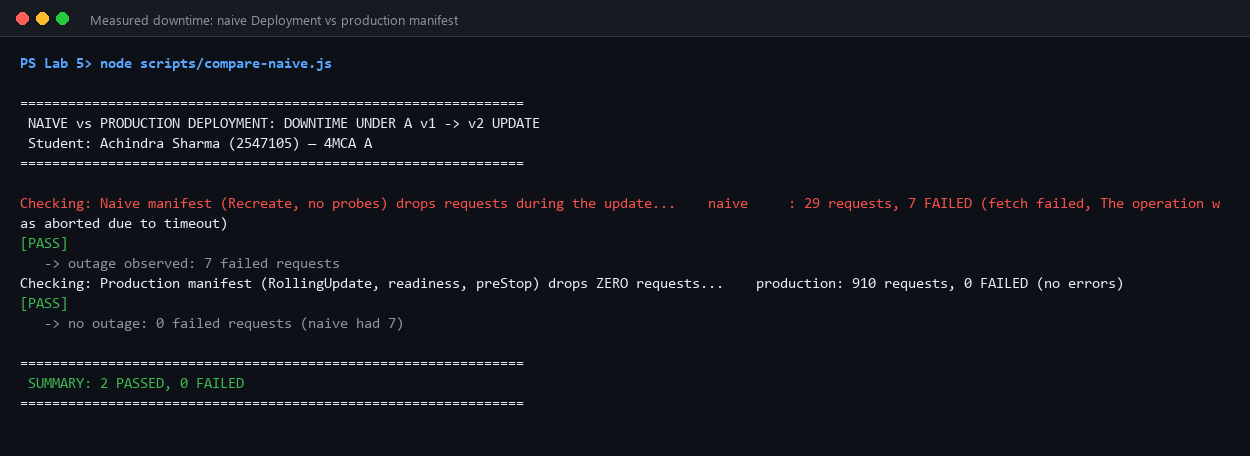 Measured downtime: naive Deployment vs production manifest
PS Lab 5> node scripts/compare-naive.js
===============================================================
NAIVE vs PRODUCTION DEPLOYMENT: DOWNTIME UNDER A v1 -> v2 UPDATE
Student: Achindra Sharma (2547105) — 4MCA A
===============================================================
Checking: Naive manifest (Recreate, no probes) drops requests during the update...    naive     : 29 requests, 7 FAILED (fetch failed, The operation w
as aborted due to timeout)
[PASS]
-> outage observed: 7 failed requests
Checking: Production manifest (RollingUpdate, readiness, preStop) drops ZERO requests...    production: 910 requests, 0 FAILED (no errors)
[PASS]
-> no outage: 0 failed requests (naive had 7)
===============================================================
SUMMARY: 2 PASSED, 0 FAILED
===============================================================